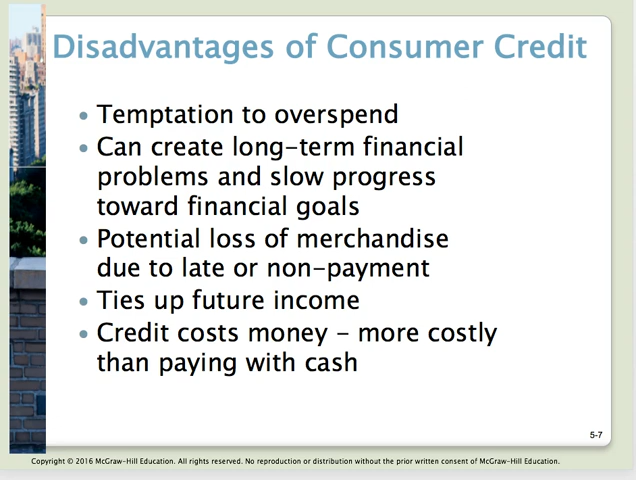 Disadvantages of Consumer Credit
• Temptation to overspend
• Can create long-term financial
problems and slow progress
toward financial goals
• Potential loss of merchandise
due to late or non-payment
• Ties up future income
• Credit costs money – more costly
than paying with cash
5-7
Copyright © 2016 McGraw-Hill Education. All rights reserved. No reproduction or distribution without the prior written consent of McGraw-Hill Education.